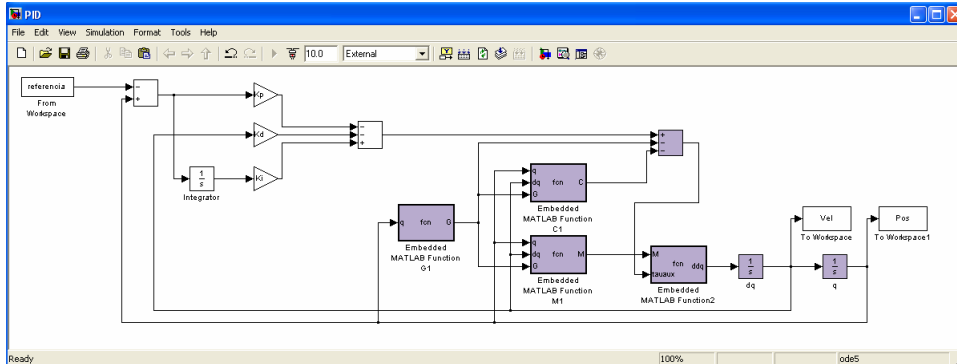 PID
File Edit View Simulation Format Tools Help
10.0 External
referencia
From
Workspace
−
+
Kp
Kd
Ki
1
s
Integrator
−
−
+
+
−
−
q fcn G
Embedded
MATLAB Function
G1
q
dq fcn C
G
Embedded
MATLAB Function
C1
q
dq fcn M
G
Embedded
MATLAB Function
M1
M
fcn ddq
tauaux
Embedded
MATLAB Function2
1
s
dq
1
s
q
Vel
To Workspace
Pos
To Workspace1
Ready 100% ode5